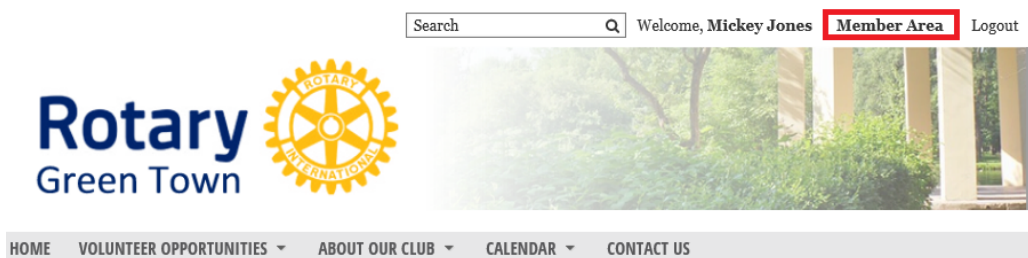 Search Welcome, Mickey Jones Member Area Logout
ROTARY
INTERNATIONAL
Rotary
Green Town
HOME VOLUNTEER OPPORTUNITIES ABOUT OUR CLUB CALENDAR CONTACT US